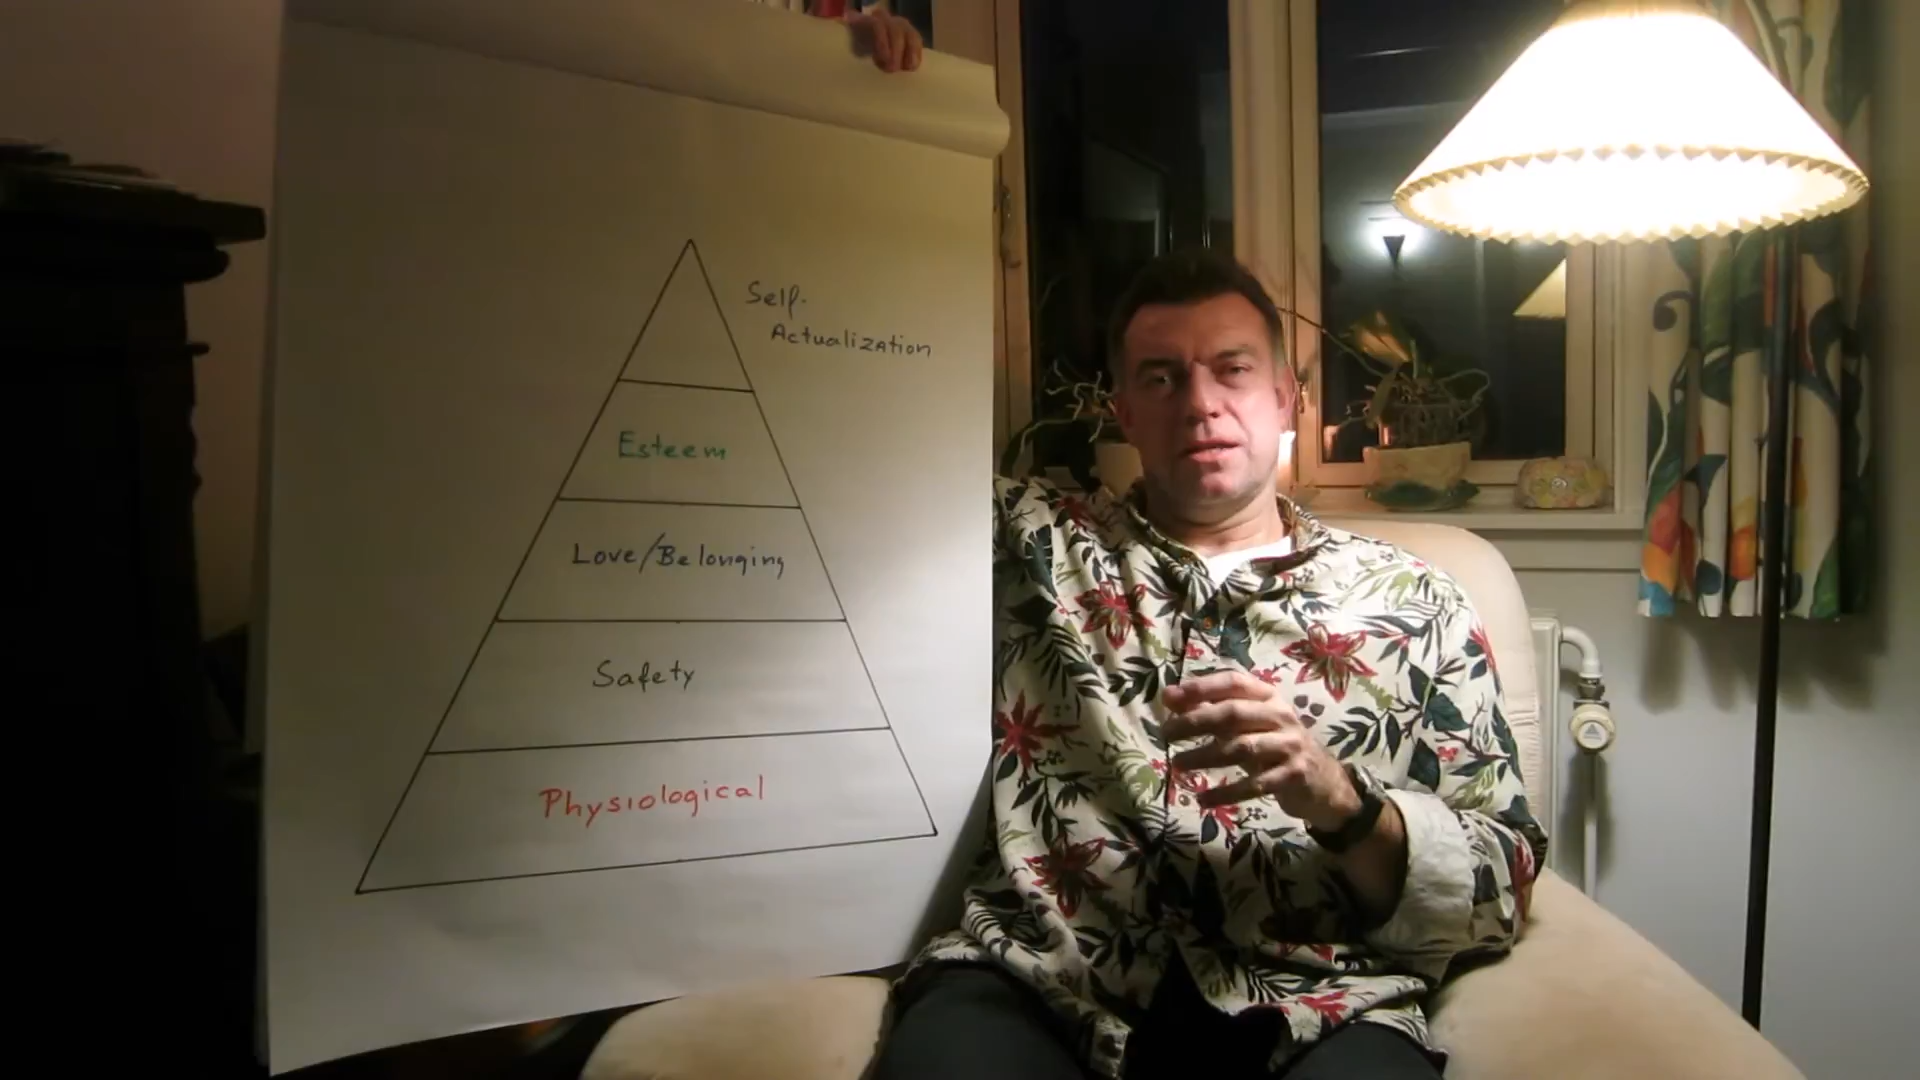 Self-
Actualization
Esteem
Love/Belonging
Safety
Physiological